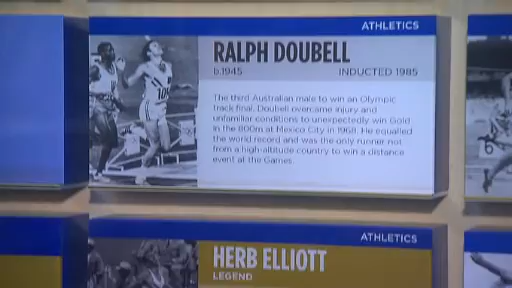 ATHLETICS
RALPH DOUBELL
b.1945 INDUCTED 1985
The third Australian male to win an Olympic
track final, Doubell overcame injury and
unfamiliar conditions to unexpectedly win Gold
in the 800m at Mexico City in 1968. He equalled
the world record and was the only runner not
from a high-altitude country to win a distance
event at the Games.
ATHLETICS
HERB ELLIOTT
LEGEND